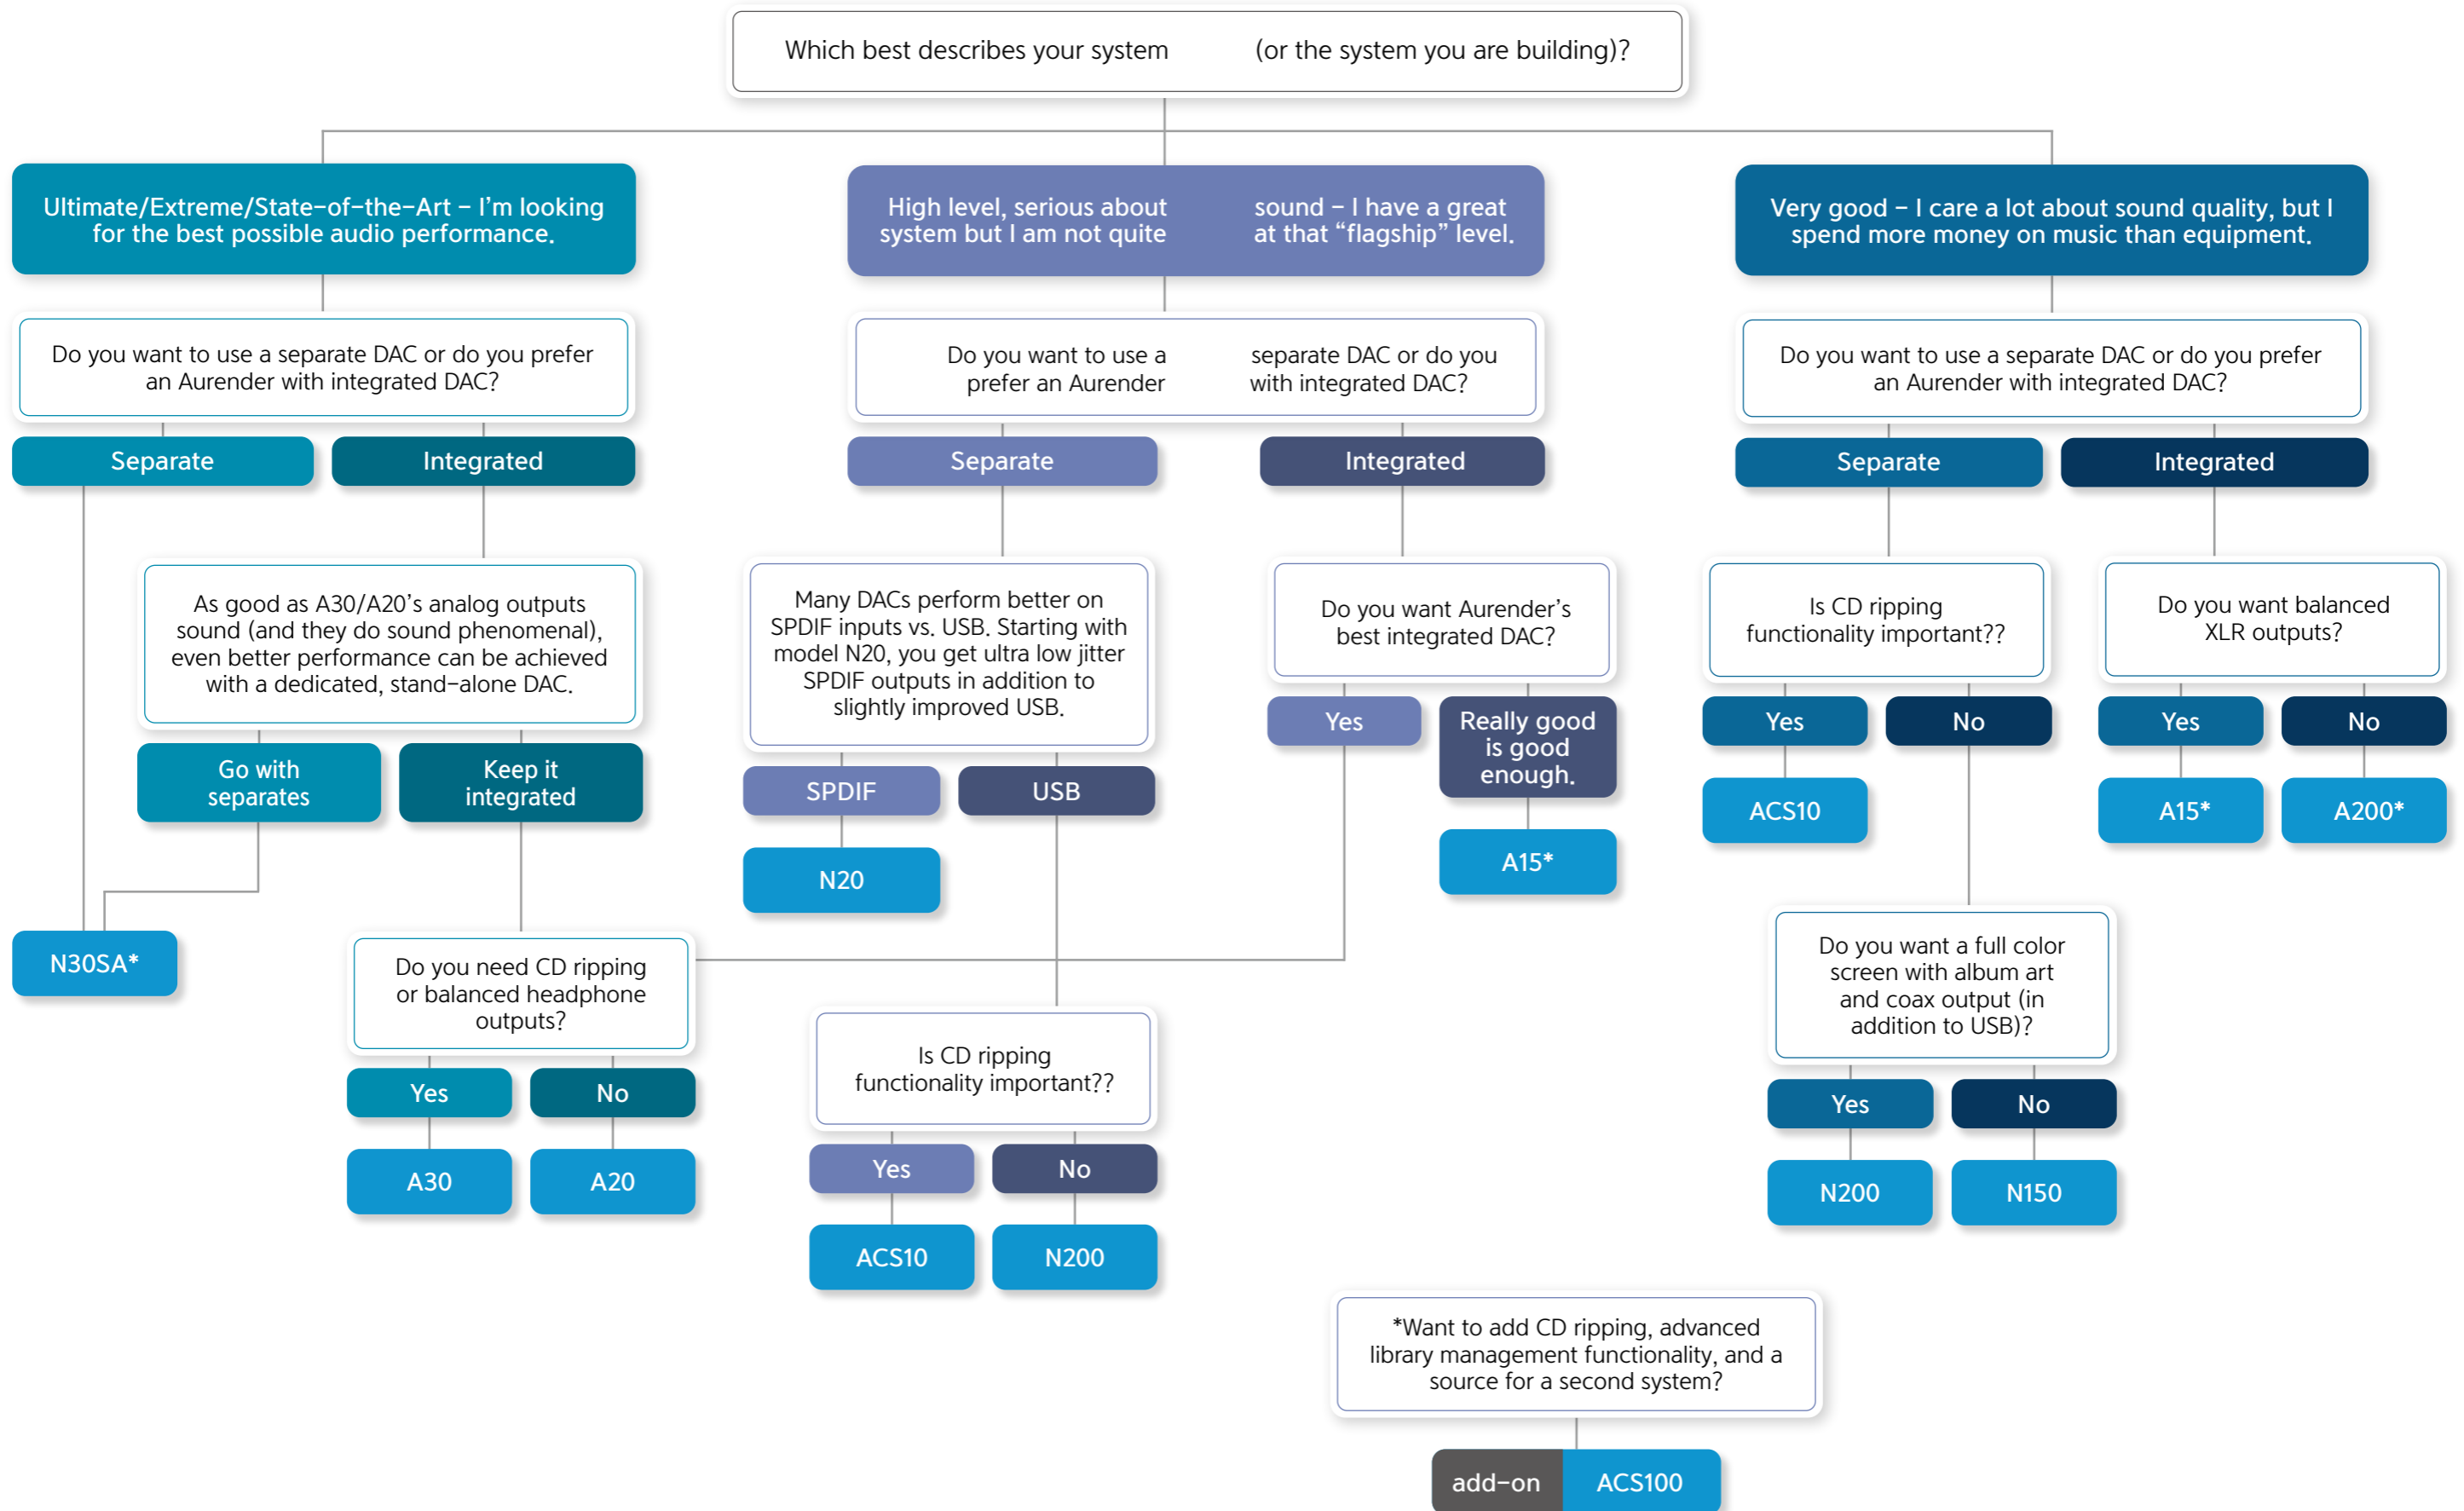 Which best describes your system (or the system you are building)?
Ultimate/Extreme/State-of-the-Art – I’m looking
for the best possible audio performance.
High level, serious about sound – I have a great
system but I am not quite at that “flagship” level.
Very good – I care a lot about sound quality, but I
spend more money on music than equipment.
Do you want to use a separate DAC or do you prefer
an Aurender with integrated DAC?
Do you want to use a separate DAC or do you
prefer an Aurender with integrated DAC?
Do you want to use a separate DAC or do you prefer
an Aurender with integrated DAC?
Separate
Integrated
Separate
Integrated
Separate
Integrated
As good as A30/A20’s analog outputs
sound (and they do sound phenomenal),
even better performance can be achieved
with a dedicated, stand-alone DAC.
Many DACs perform better on
SPDIF inputs vs. USB. Starting with
model N20, you get ultra low jitter
SPDIF outputs in addition to
slightly improved USB.
Do you want Aurender’s
best integrated DAC?
Is CD ripping
functionality important??
Do you want balanced
XLR outputs?
Go with
separates
Keep it
integrated
SPDIF
USB
Yes
Really good
is good
enough.
Yes
No
Yes
No
N20
A15*
ACS10
A15*
A200*
N30SA*
Do you need CD ripping
or balanced headphone
outputs?
Is CD ripping
functionality important??
Do you want a full color
screen with album art
and coax output (in
addition to USB)?
Yes
No
Yes
No
Yes
No
A30
A20
ACS10
N200
N200
N150
*Want to add CD ripping, advanced
library management functionality, and a
source for a second system?
add-on
ACS100